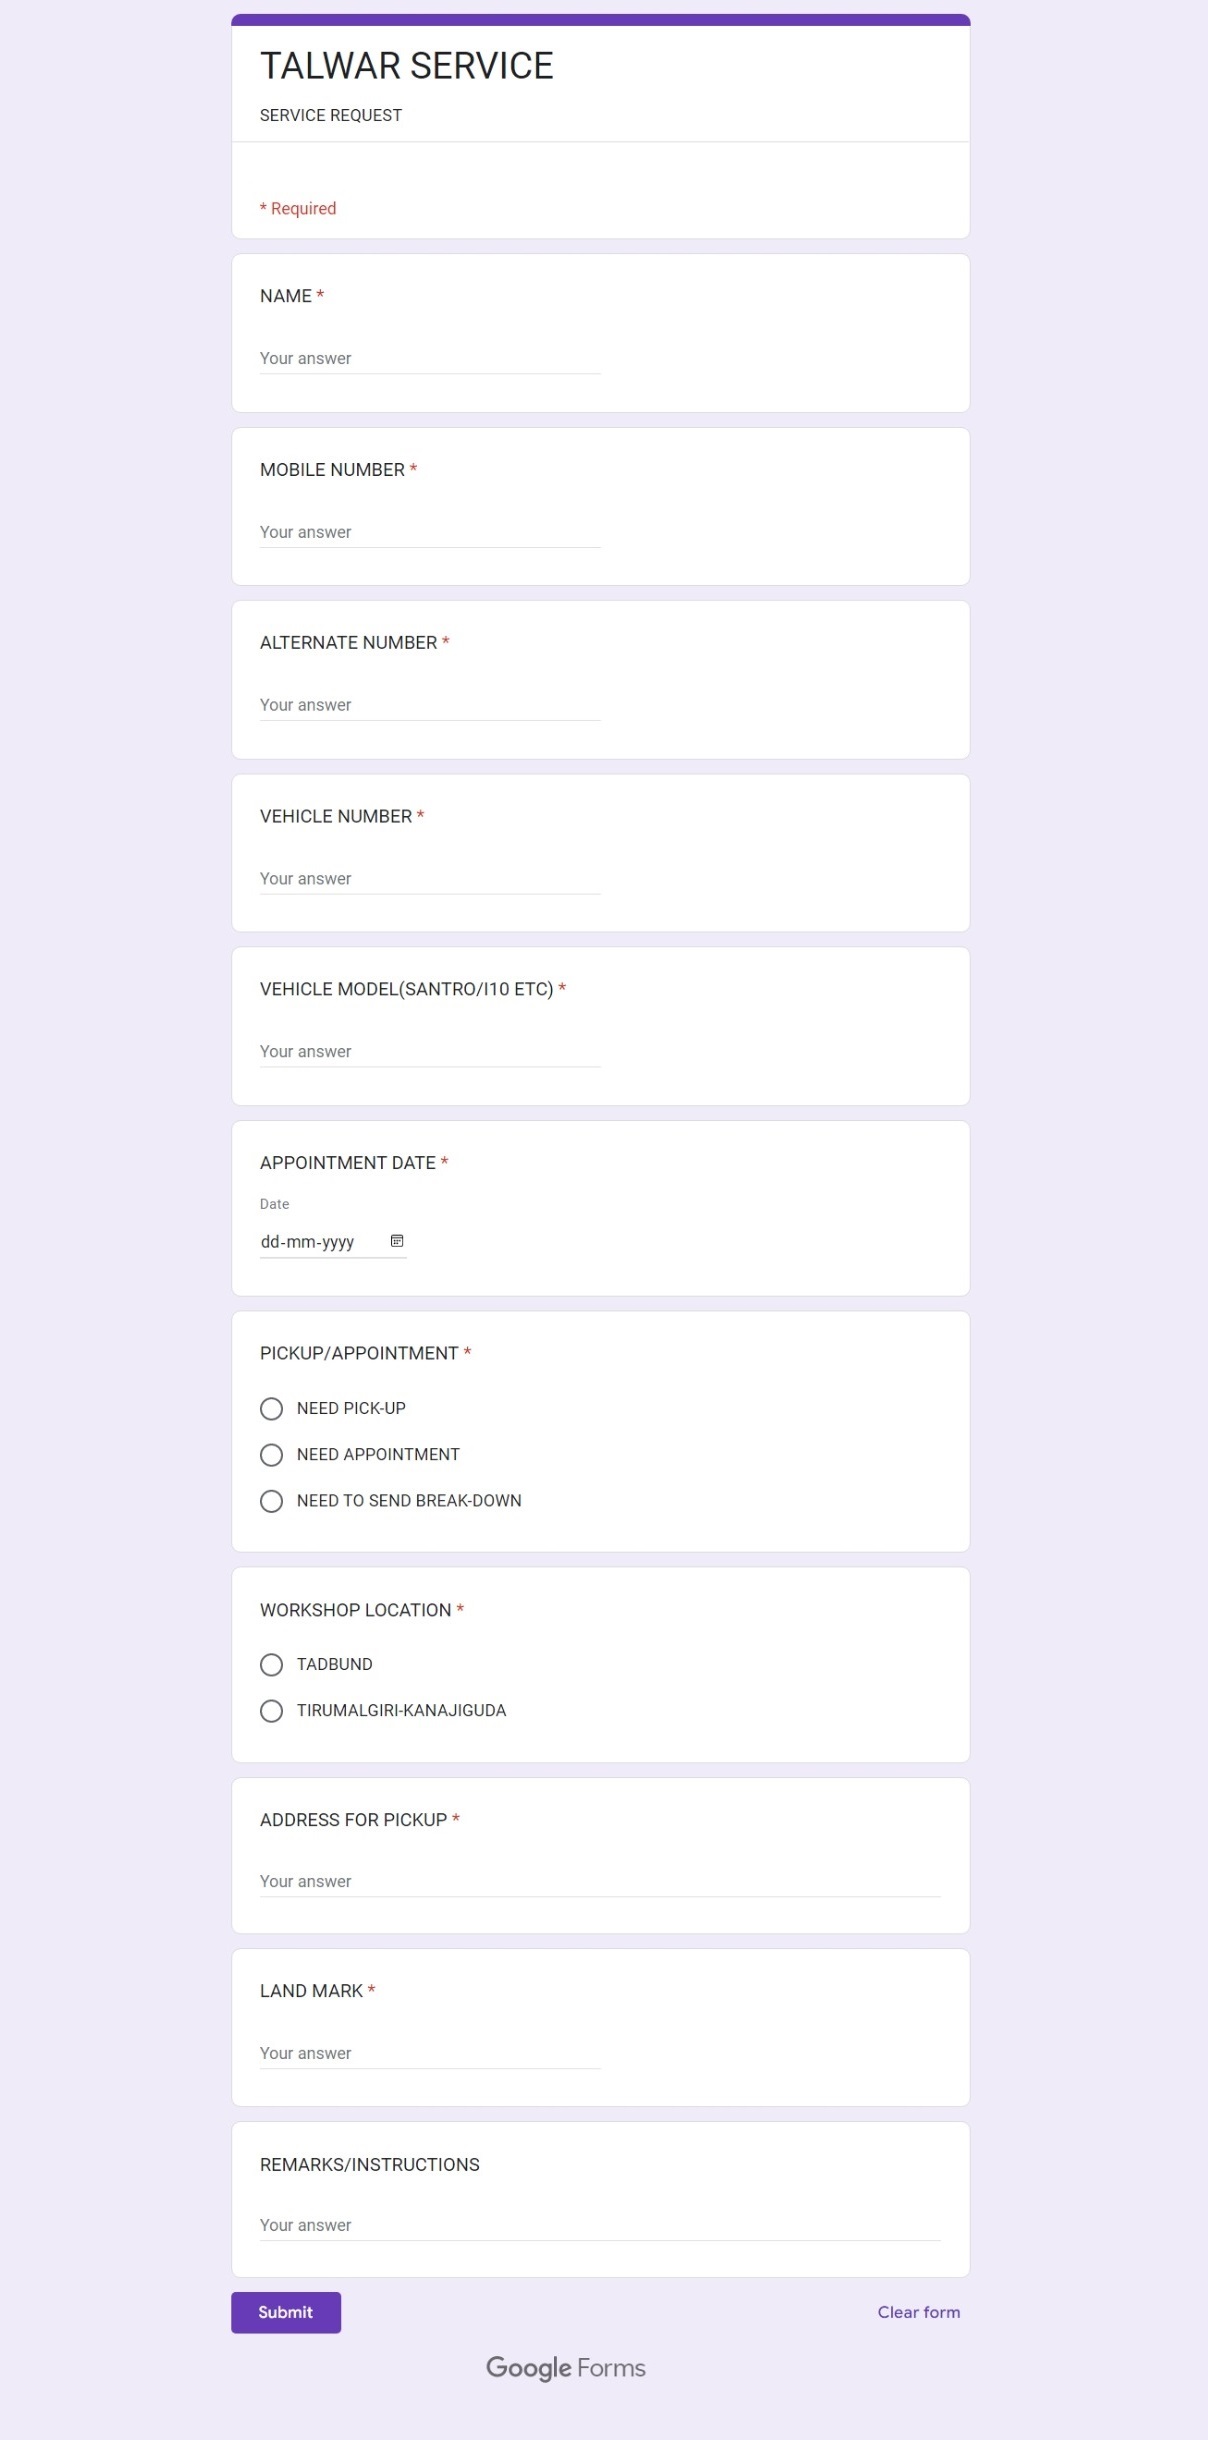 TALWAR SERVICE
SERVICE REQUEST
* Required
NAME *
Your answer
MOBILE NUMBER *
Your answer
ALTERNATE NUMBER *
Your answer
VEHICLE NUMBER *
Your answer
VEHICLE MODEL(SANTRO/I10 ETC) *
Your answer
APPOINTMENT DATE *
Date
dd-mm-yyyy
PICKUP/APPOINTMENT *
NEED PICK-UP
NEED APPOINTMENT
NEED TO SEND BREAK-DOWN
WORKSHOP LOCATION *
TADBUND
TIRUMALGIRI-KANAJIGUDA
ADDRESS FOR PICKUP *
Your answer
LAND MARK *
Your answer
REMARKS/INSTRUCTIONS
Your answer
Submit
Clear form
Google Forms